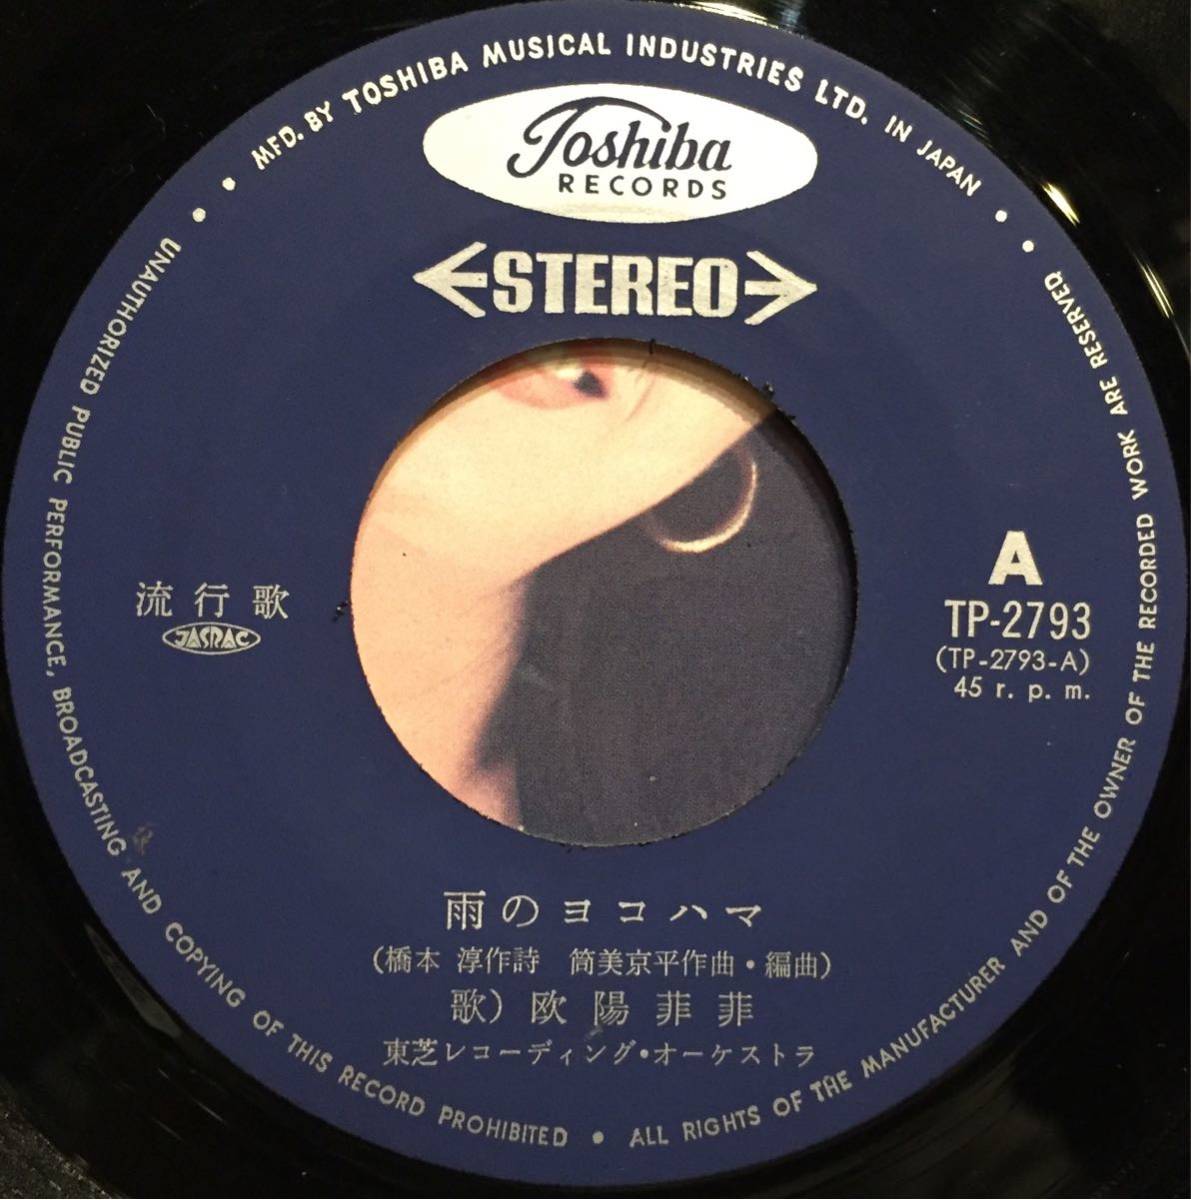 MFD. BY TOSHIBA MUSICAL INDUSTRIES LTD. IN JAPAN
Toshiba
RECORDS
STEREO
流行歌
JASRAC
A
TP-2793
(TP-2793-A)
45 r. p. m.
雨のヨコハマ
(橋本 淳作詩 筒美京平作曲・編曲)
歌) 欧陽菲菲
東芝レコーディング・オーケストラ
UNAUTHORIZED PUBLIC PERFORMANCE, BROADCASTING AND COPYING OF THIS RECORD PROHIBITED • ALL RIGHTS OF THE MANUFACTURER AND OF THE OWNER OF THE RECORDED WORK ARE RESERVED